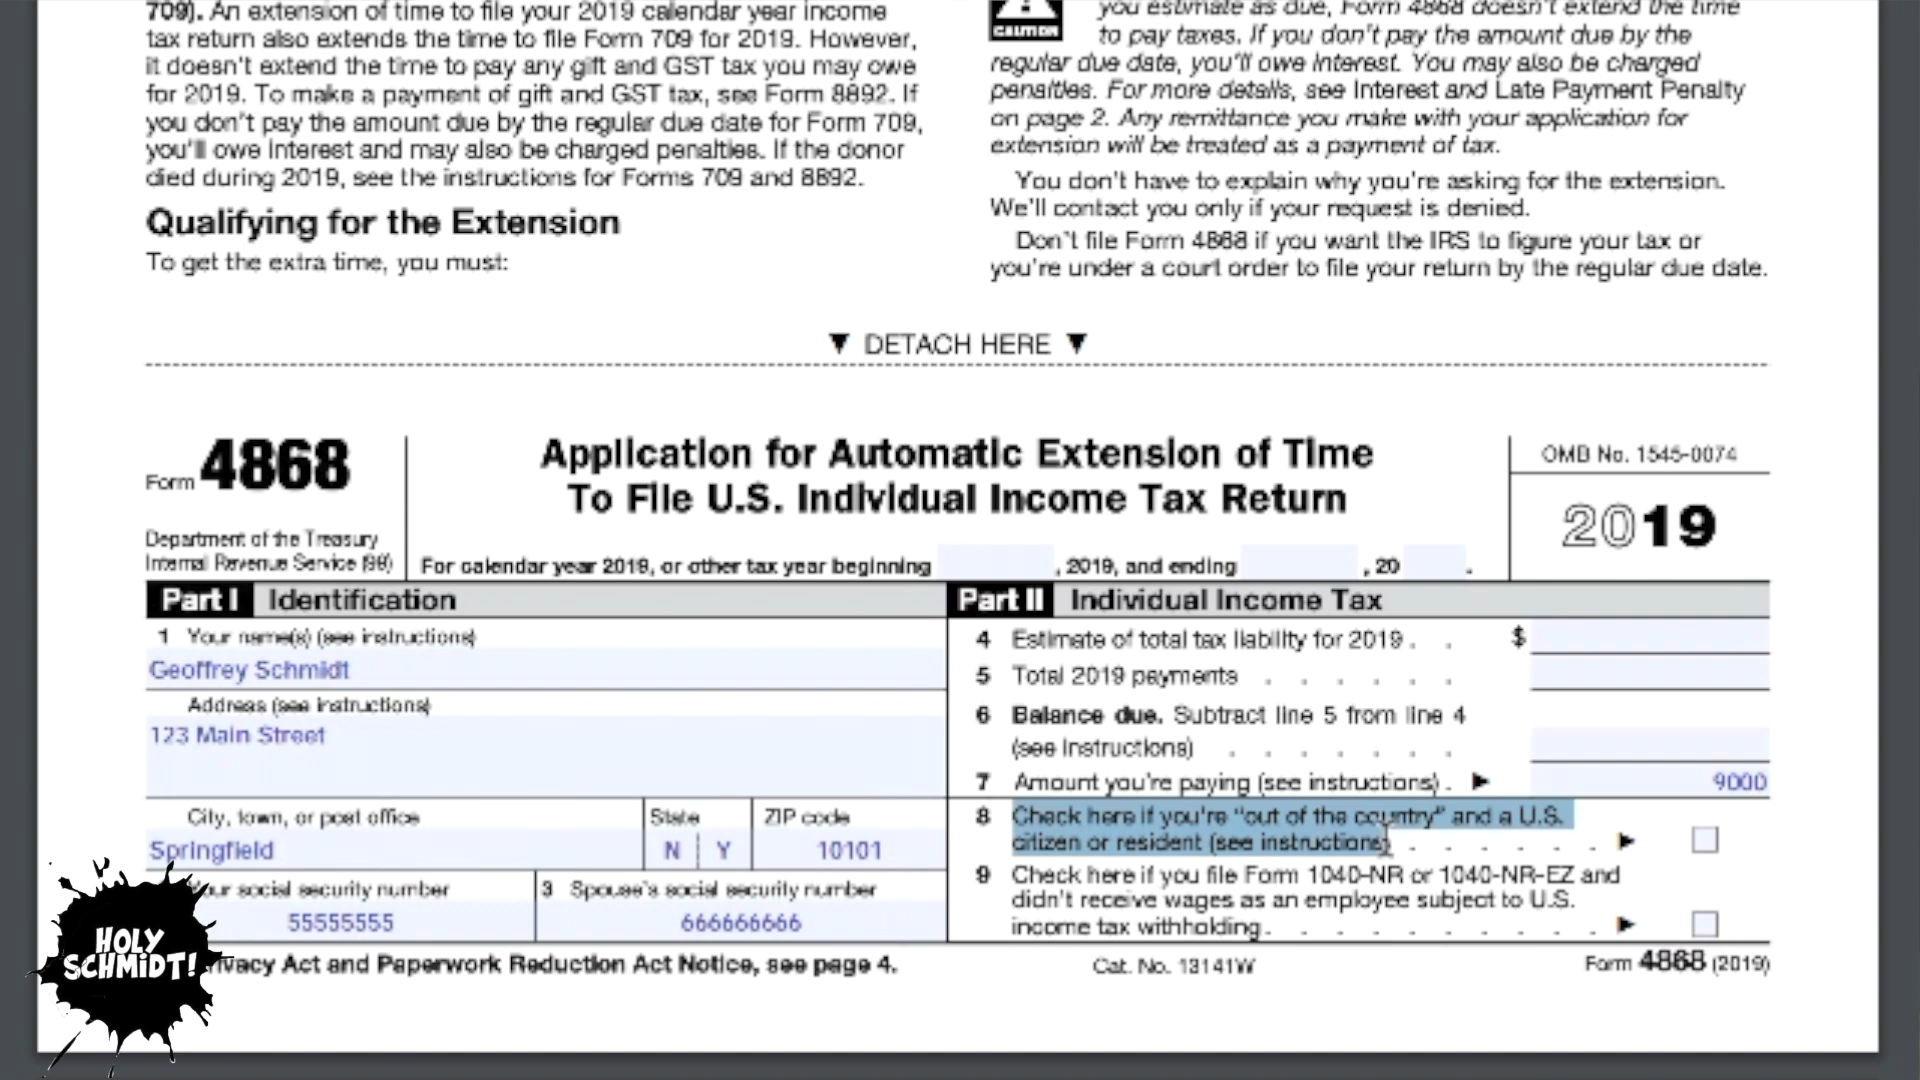 709). An extension of time to file your 2019 calendar year income
tax return also extends the time to file Form 709 for 2019. However,
it doesn't extend the time to pay any gift and GST tax you may owe
for 2019. To make a payment of gift and GST tax, see Form 8892. If
you don't pay the amount due by the regular due date for Form 709,
you'll owe interest and may also be charged penalties. If the donor
died during 2019, see the instructions for Forms 709 and 8892.
Qualifying for the Extension
To get the extra time, you must:
CAUTION
you estimate as due, Form 4868 doesn't extend the time
to pay taxes. If you don't pay the amount due by the
regular due date, you'll owe interest. You may also be charged
penalties. For more details, see Interest and Late Payment Penalty
on page 2. Any remittance you make with your application for
extension will be treated as a payment of tax.
You don't have to explain why you're asking for the extension.
We'll contact you only if your request is denied.
Don't file Form 4868 if you want the IRS to figure your tax or
you're under a court order to file your return by the regular due date.
▼ DETACH HERE ▼
Form 4868
Department of the Treasury
Internal Revenue Service (99)
Application for Automatic Extension of Time
To File U.S. Individual Income Tax Return
For calendar year 2019, or other tax year beginning , 2019, and ending , 20 .
OMB No. 1545-0074
2019
Part I Identification
1 Your name(s) (see instructions)
Geoffrey Schmidt
Address (see instructions)
123 Main Street
City, town, or post office State ZIP code
Springfield N Y 10101
Your social security number 3 Spouse's social security number
55555555 666666666
Part II Individual Income Tax
4 Estimate of total tax liability for 2019 . . $
5 Total 2019 payments . . . . . .
6 Balance due. Subtract line 5 from line 4
(see instructions) . . . . . . .
7 Amount you're paying (see instructions) . ► 9000
8 Check here if you're "out of the country" and a U.S.
citizen or resident (see instructions) . . . . . . . ►
9 Check here if you file Form 1040-NR or 1040-NR-EZ and
didn't receive wages as an employee subject to U.S.
income tax withholding. . . . . . . . . . ►
Privacy Act and Paperwork Reduction Act Notice, see page 4.
Cat. No. 13141W
Form 4868 (2019)
HOLY
SCHMIDT!